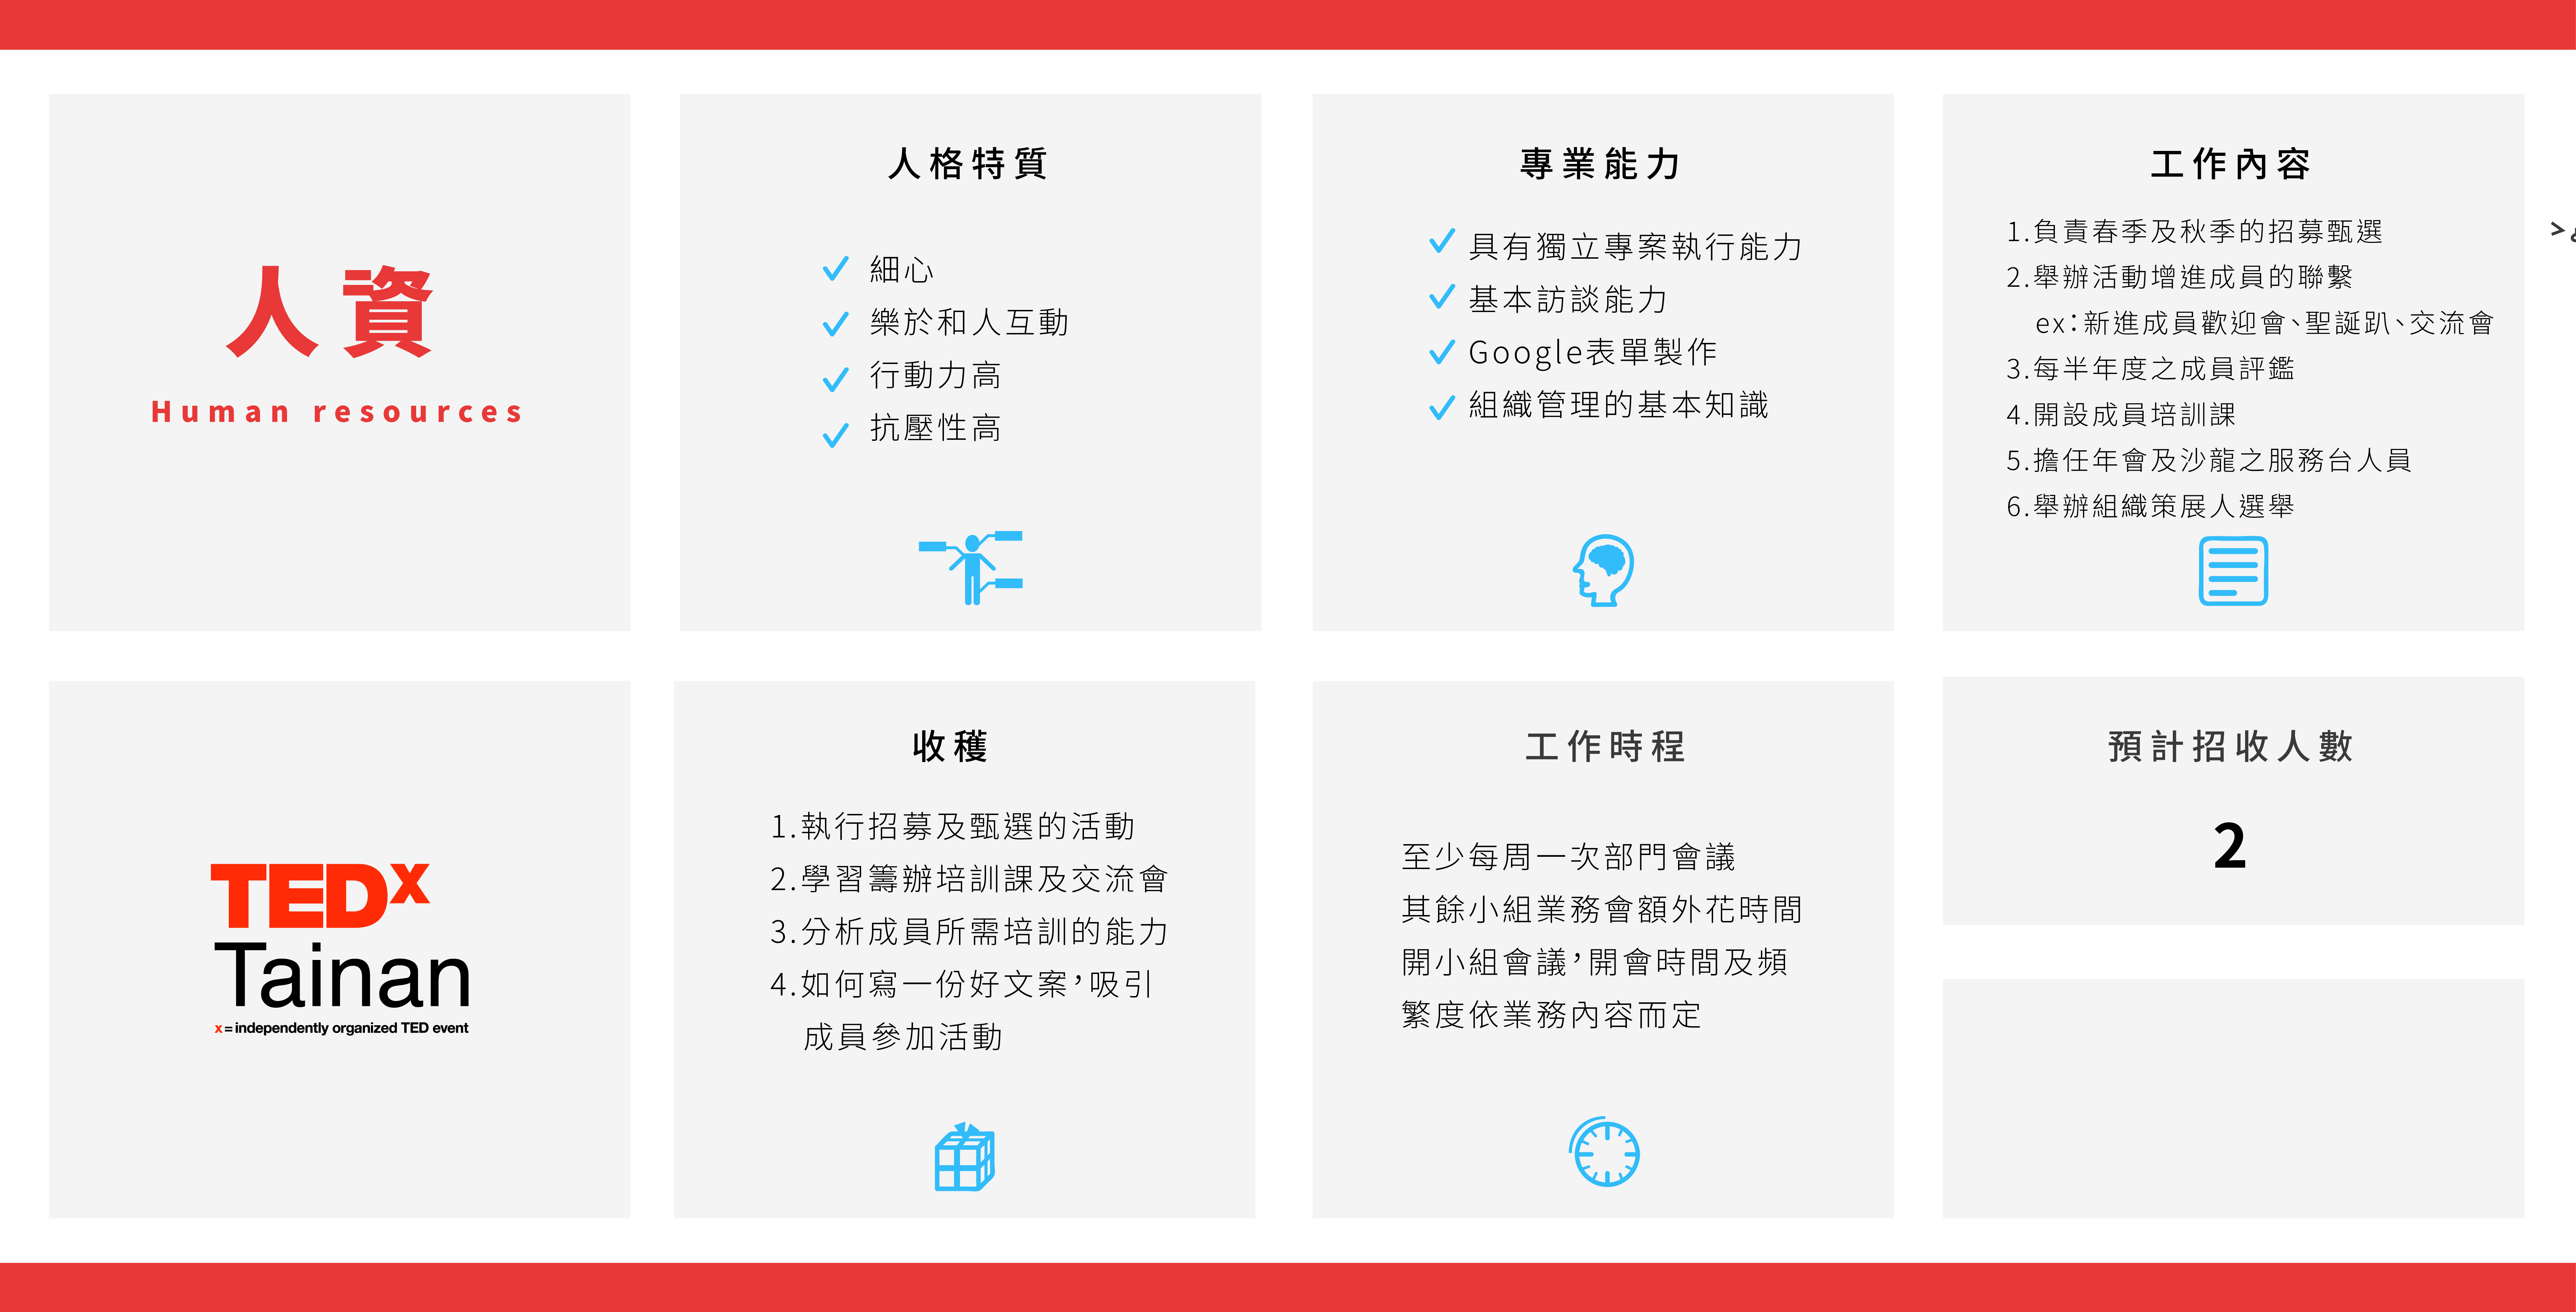 人資
Human resources
人格特質
細心
樂於和人互動
行動力高
抗壓性高
專業能力
具有獨立專案執行能力
基本訪談能力
Google表單製作
組織管理的基本知識
工作內容
1.負責春季及秋季的招募甄選
2.舉辦活動增進成員的聯繫
ex：新進成員歡迎會、聖誕趴、交流會
3.每半年度之成員評鑑
4.開設成員培訓課
5.擔任年會及沙龍之服務台人員
6.舉辦組織策展人選舉
TEDx
Tainan
x = independently organized TED event
收穫
1.執行招募及甄選的活動
2.學習籌辦培訓課及交流會
3.分析成員所需培訓的能力
4.如何寫一份好文案，吸引
成員參加活動
工作時程
至少每周一次部門會議
其餘小組業務會額外花時間
開小組會議，開會時間及頻
繁度依業務內容而定
預計招收人數
2